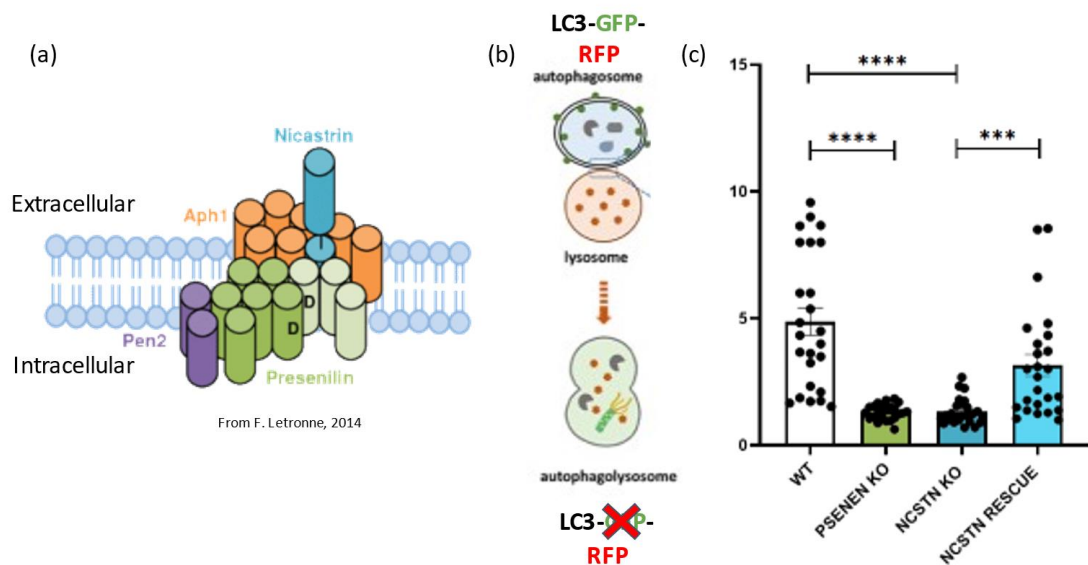 (a)
Nicastrin
Extracellular
Aph1
D
D
Pen2
Intracellular
Presenilin
From F. Letronne, 2014
(b)
LC3-GFP-
RFP
autophagosome
lysosome
autophagolysosome
LC3-GFP-
RFP
(c)
15
10
5
0
****
****
***
WT
PSENEN KO
NCSTN KO
NCSTN RESCUE